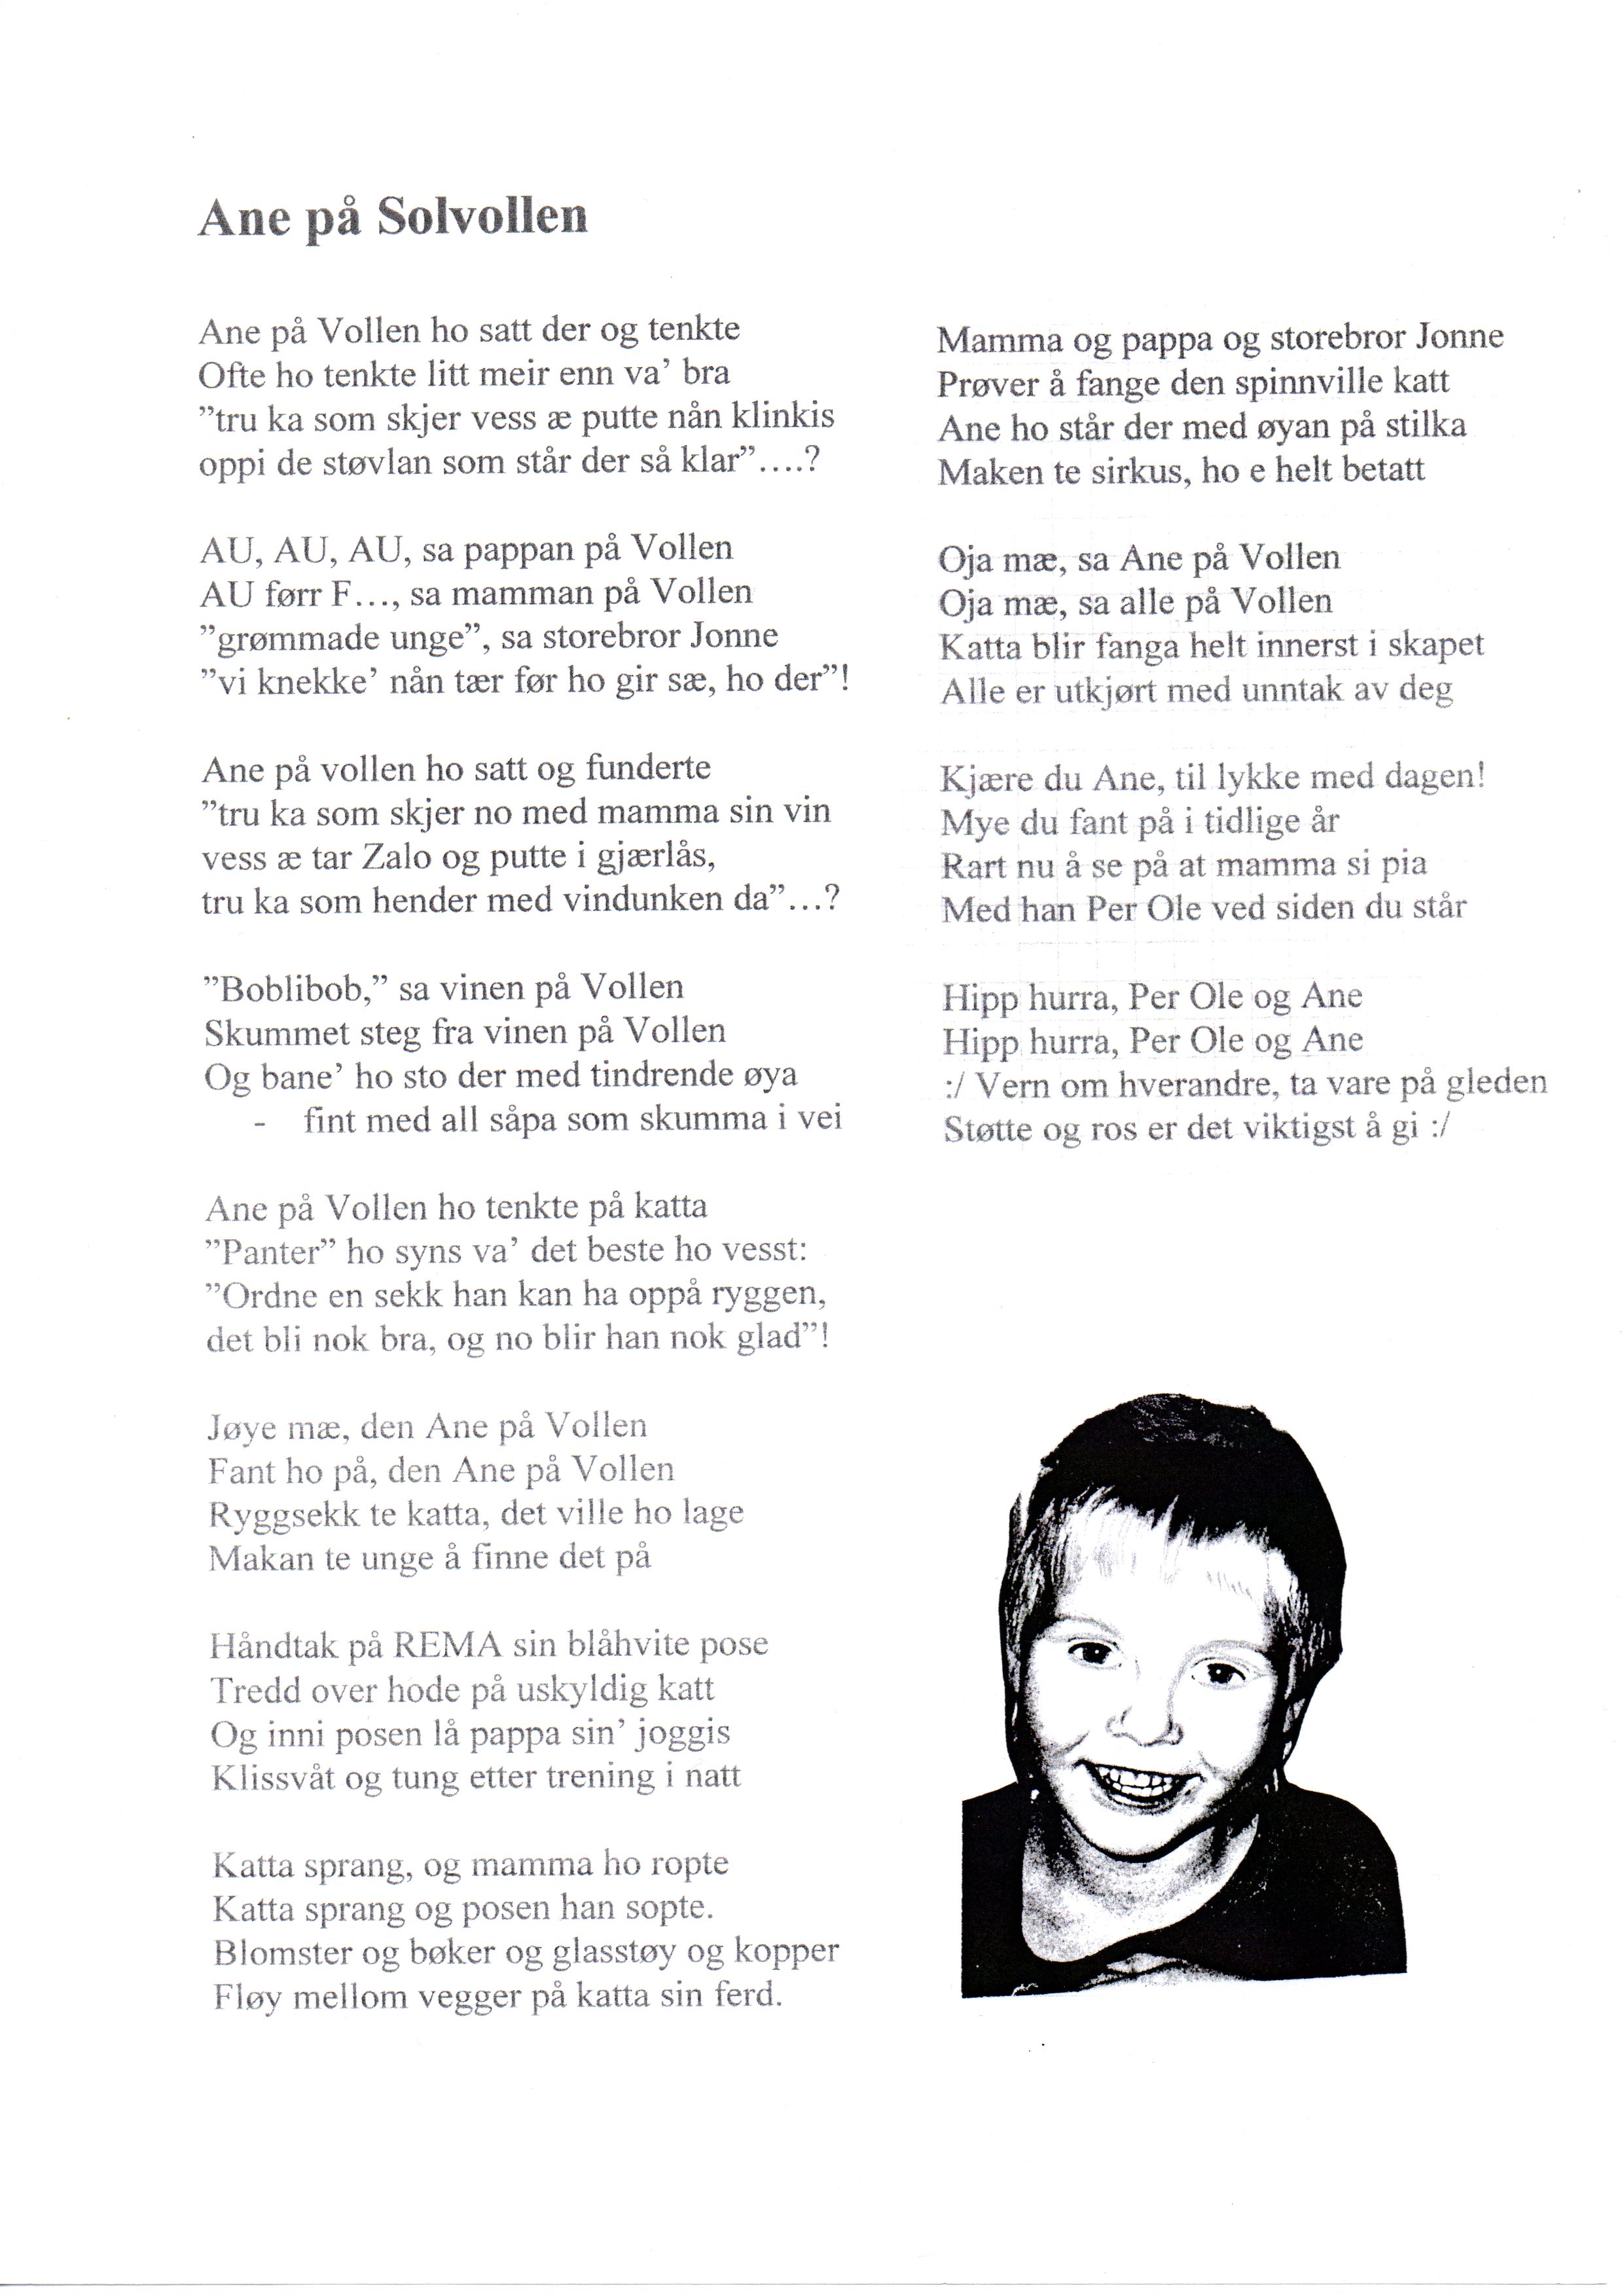 Ane på Solvollen
Ane på Vollen ho satt der og tenkte
Ofte ho tenkte litt meir enn va’ bra
”tru ka som skjer vess æ putte nån klinkis
oppi de støvlan som står der så klar”….?
AU, AU, AU, sa pappan på Vollen
AU førr F…, sa mamman på Vollen
”grømmade unge”, sa storebror Jonne
”vi knekke’ nån tær før ho gir sæ, ho der”!
Ane på vollen ho satt og funderte
”tru ka som skjer no med mamma sin vin
vess æ tar Zalo og putte i gjærlås,
tru ka som hender med vindunken da”…?
”Boblibob,” sa vinen på Vollen
Skummet steg fra vinen på Vollen
Og bane’ ho sto der med tindrende øya
- fint med all såpa som skumma i vei
Ane på Vollen ho tenkte på katta
”Panter” ho syns va’ det beste ho vesst:
”Ordne en sekk han kan ha oppå ryggen,
det bli nok bra, og no blir han nok glad”!
Jøye mæ, den Ane på Vollen
Fant ho på, den Ane på Vollen
Ryggsekk te katta, det ville ho lage
Makan te unge å finne det på
Håndtak på REMA sin blåhvite pose
Tredd over hode på uskyldig katt
Og inni posen lå pappa sin’ joggis
Klissvåt og tung etter trening i natt
Katta sprang, og mamma ho ropte
Katta sprang og posen han sopte.
Blomster og bøker og glasstøy og kopper
Fløy mellom vegger på katta sin ferd.
Mamma og pappa og storebror Jonne
Prøver å fange den spinnville katt
Ane ho står der med øyan på stilka
Maken te sirkus, ho e helt betatt
Oja mæ, sa Ane på Vollen
Oja mæ, sa alle på Vollen
Katta blir fanga helt innerst i skapet
Alle er utkjørt med unntak av deg
Kjære du Ane, til lykke med dagen!
Mye du fant på i tidlige år
Rart nu å se på at mamma si pia
Med han Per Ole ved siden du står
Hipp hurra, Per Ole og Ane
Hipp hurra, Per Ole og Ane
:/ Vern om hverandre, ta vare på gleden
Støtte og ros er det viktigst å gi :/